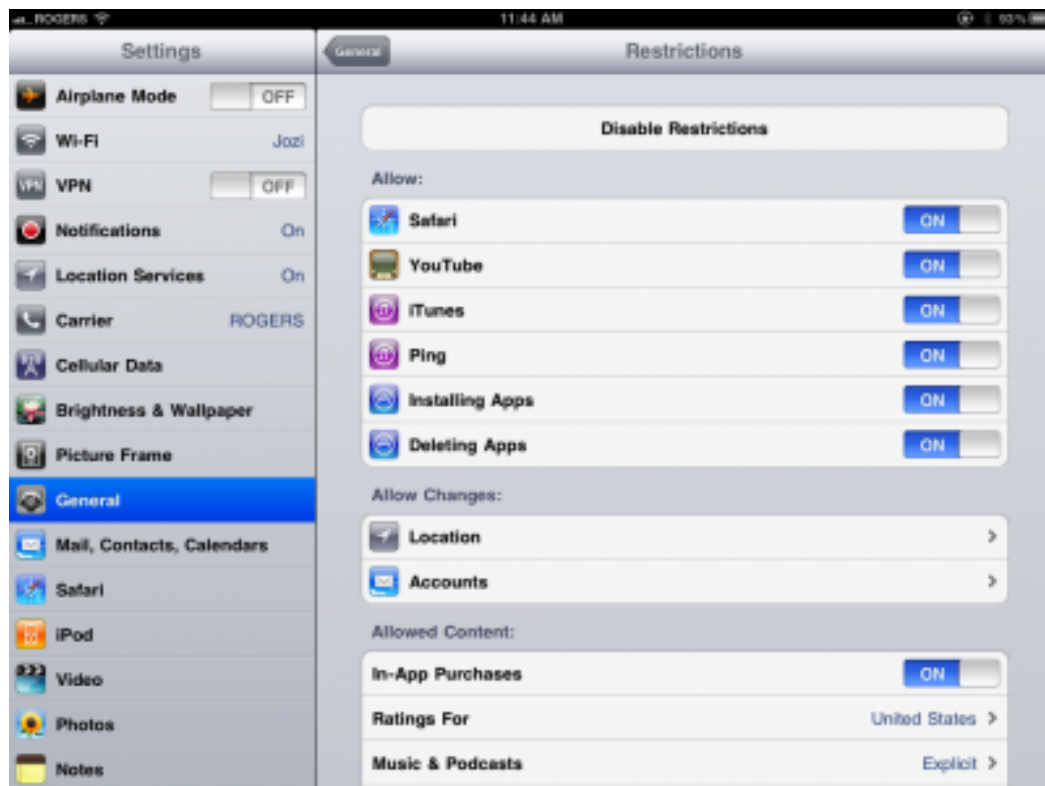 ROGERS
11:44 AM
93%
Settings
General
Restrictions
Airplane Mode
OFF
Wi-Fi
Jozi
VPN
VPN
OFF
Notifications
On
Location Services
On
Carrier
ROGERS
Cellular Data
Brightness & Wallpaper
Picture Frame
General
Mail, Contacts, Calendars
Safari
iPod
Video
Photos
Notes
Disable Restrictions
Allow:
Safari
ON
YouTube
ON
iTunes
ON
Ping
ON
Installing Apps
ON
Deleting Apps
ON
Allow Changes:
Location
Accounts
Allowed Content:
In-App Purchases
ON
Ratings For
United States
Music & Podcasts
Explicit